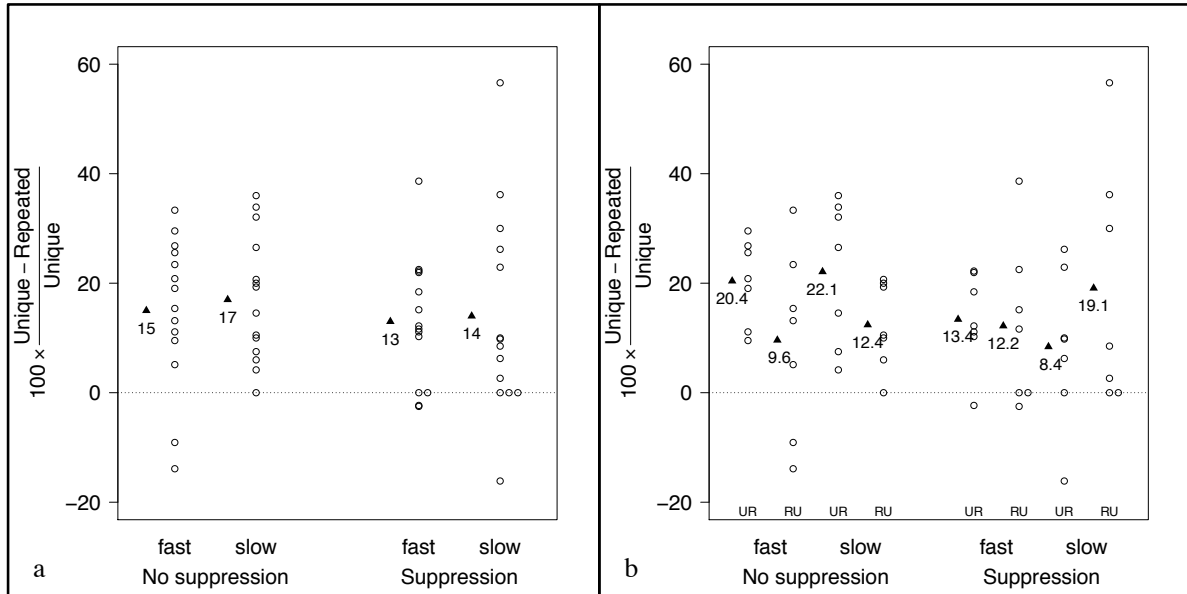 60
40
20
0
−20
100 × Unique − Repeated
Unique
15
17
13
14
fast
slow
fast
slow
No suppression
Suppression
a
60
40
20
0
−20
100 × Unique − Repeated
Unique
20.4
9.6
22.1
12.4
13.4
12.2
8.4
19.1
UR RU UR RU UR RU UR RU
fast
slow
fast
slow
No suppression
Suppression
b